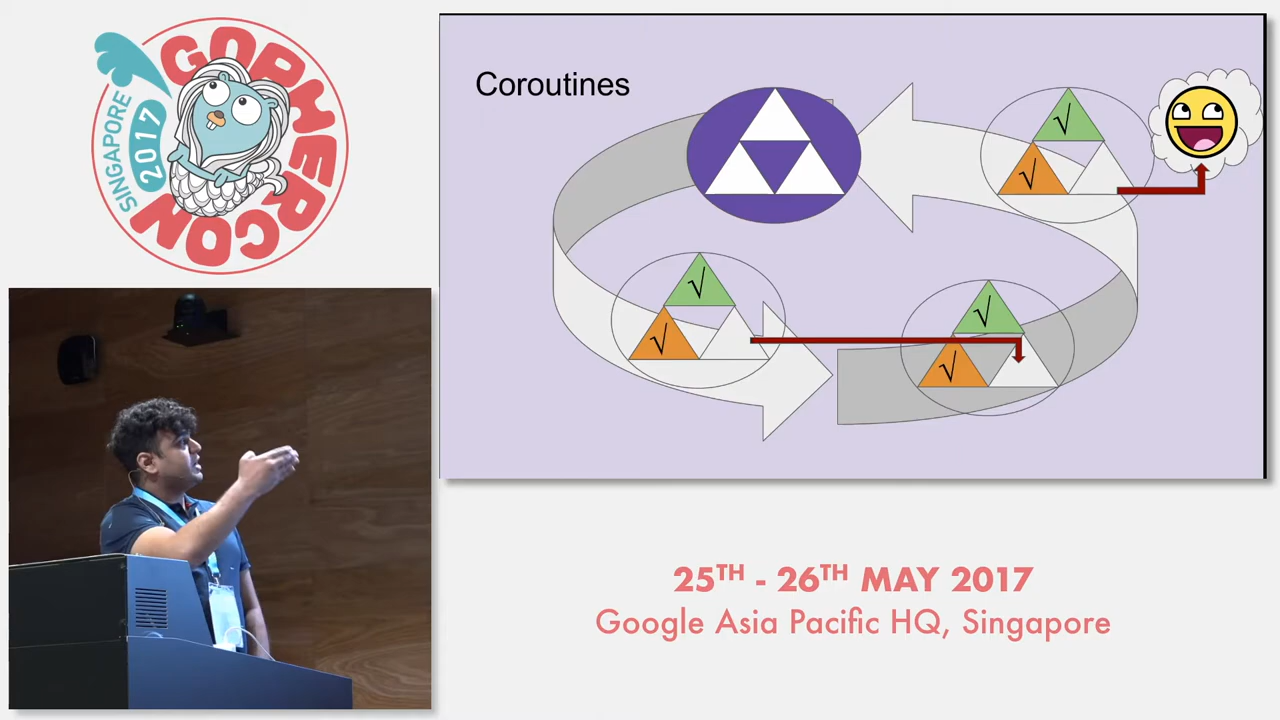 GOPHERCON
SINGAPORE
2017
Coroutines
√
√
√
√
√
√
25TH - 26TH MAY 2017
Google Asia Pacific HQ, Singapore